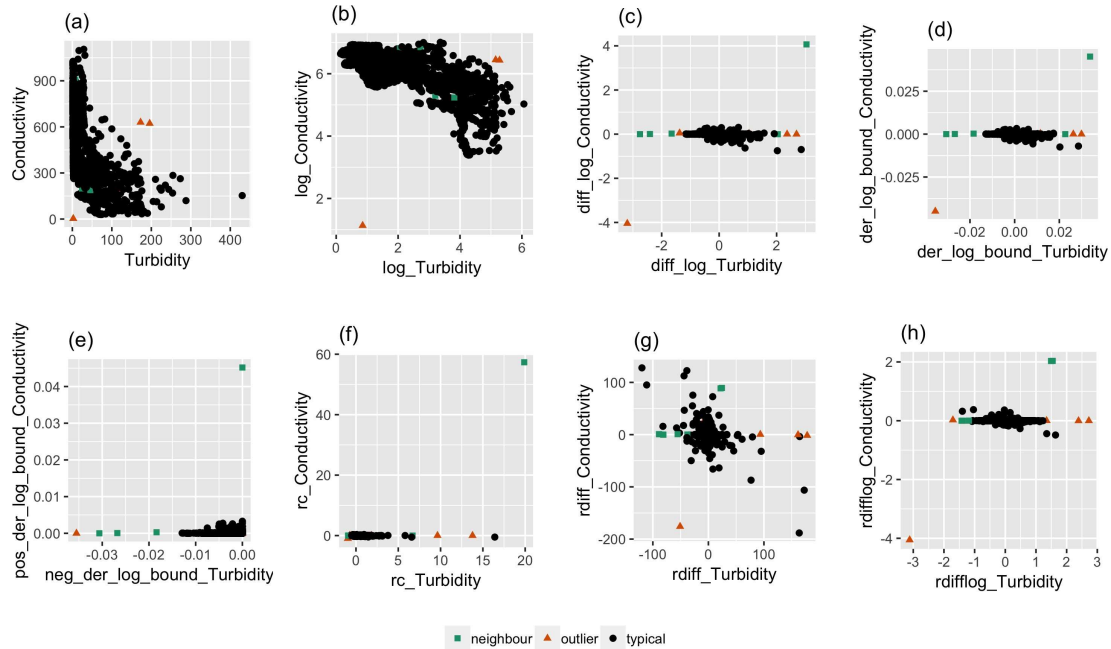 (a)
Conductivity
900
600
300
0
0 100 200 300 400
Turbidity
(b)
log_Conductivity
6
4
2
0 2 4 6
log_Turbidity
(c)
diff_log_Conductivity
4
2
0
-2
-4
-2 0 2
diff_log_Turbidity
(d)
der_log_bound_Conductivity
0.025
0.000
-0.025
-0.02 0.00 0.02
der_log_bound_Turbidity
(e)
pos_der_log_bound_Conductivity
0.04
0.03
0.02
0.01
0.00
-0.03 -0.02 -0.01 0.00
neg_der_log_bound_Turbidity
(f)
rc_Conductivity
60
40
20
0
0 5 10 15 20
rc_Turbidity
(g)
rdiff_Conductivity
100
0
-100
-200
-100 0 100
rdiff_Turbidity
(h)
rdifflog_Conductivity
2
0
-2
-4
-3 -2 -1 0 1 2 3
rdifflog_Turbidity
neighbour outlier typical